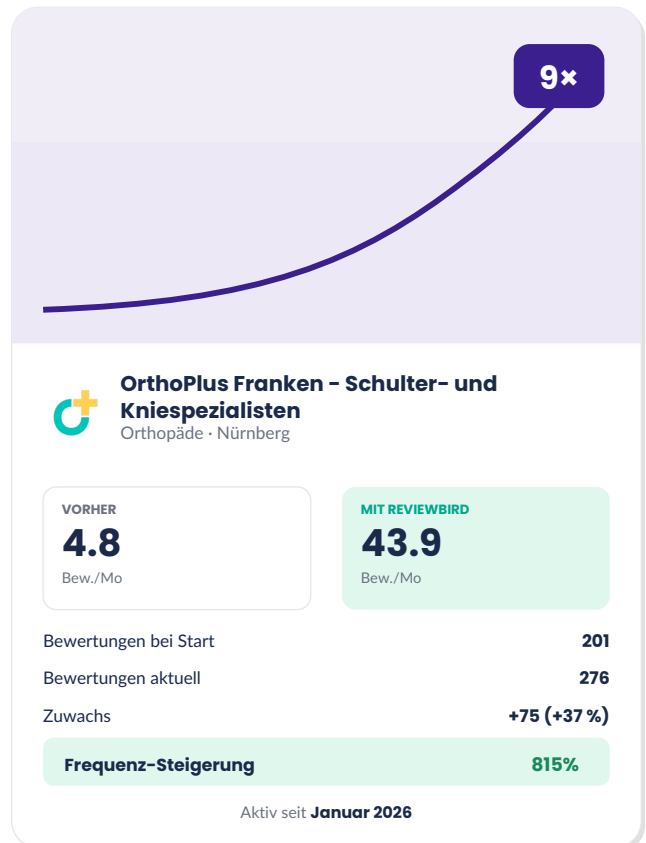 9×
OrthoPlus Franken - Schulter- und
Kniespezialisten
Orthopäde · Nürnberg
VORHER
4.8
Bew./Mo
MIT REVIEWBIRD
43.9
Bew./Mo
Bewertungen bei Start 201
Bewertungen aktuell 276
Zuwachs +75 (+37 %)
Frequenz-Steigerung 815%
Aktiv seit Januar 2026